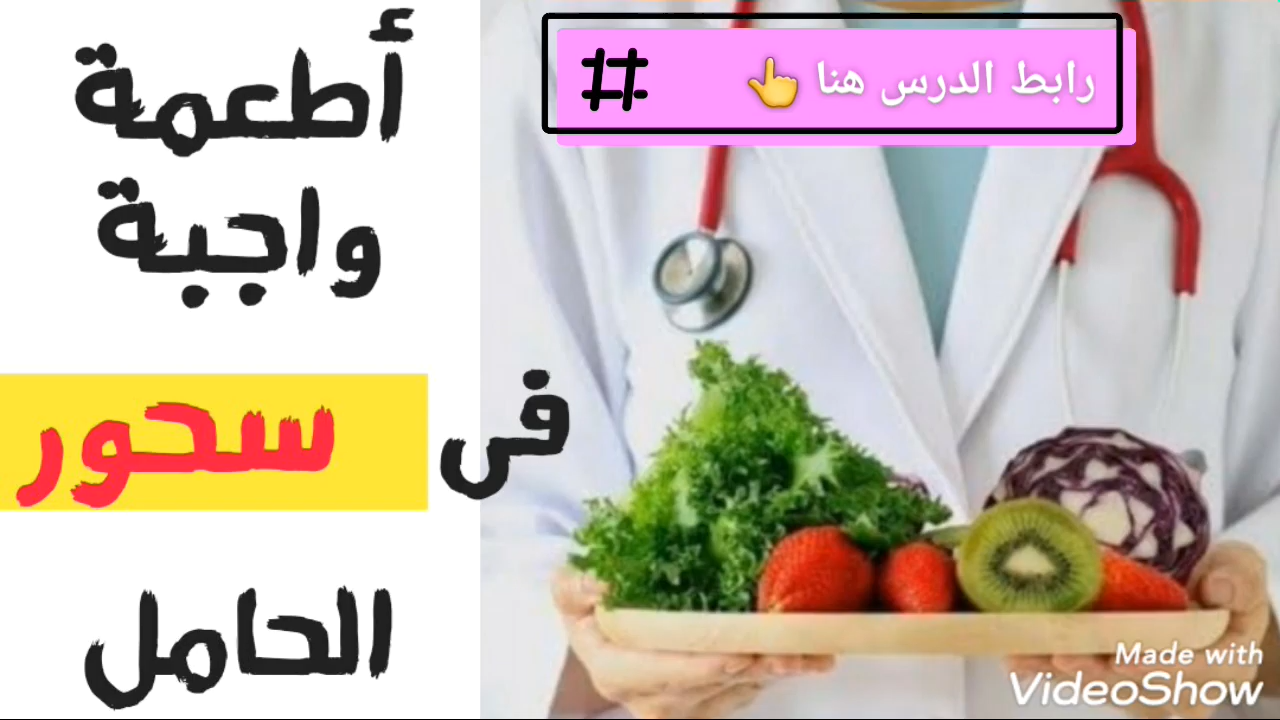 رابط الدرس هنا 👆 #
أطعمة
واجبة
فى سحور
الحامل
Made with
VideoShow